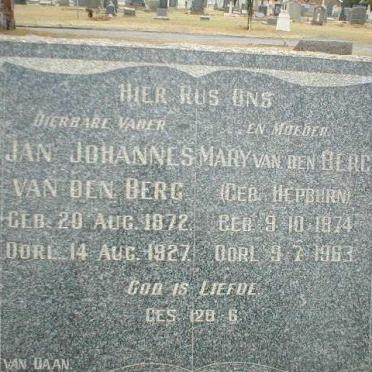 HIER RUS ONS
DIERBARE VADER EN MOEDER
JAN JOHANNES MARY VAN DEN BERG
VAN DEN BERG (GEB. HEPBURN)
GEB. 20 AUG. 1872. GEB. 9.10.1874
OORL. 14 AUG. 1927. OORL. 9.7.1963
GOD IS LIEFDE.
GES. 128:6.
VAN DAAN.